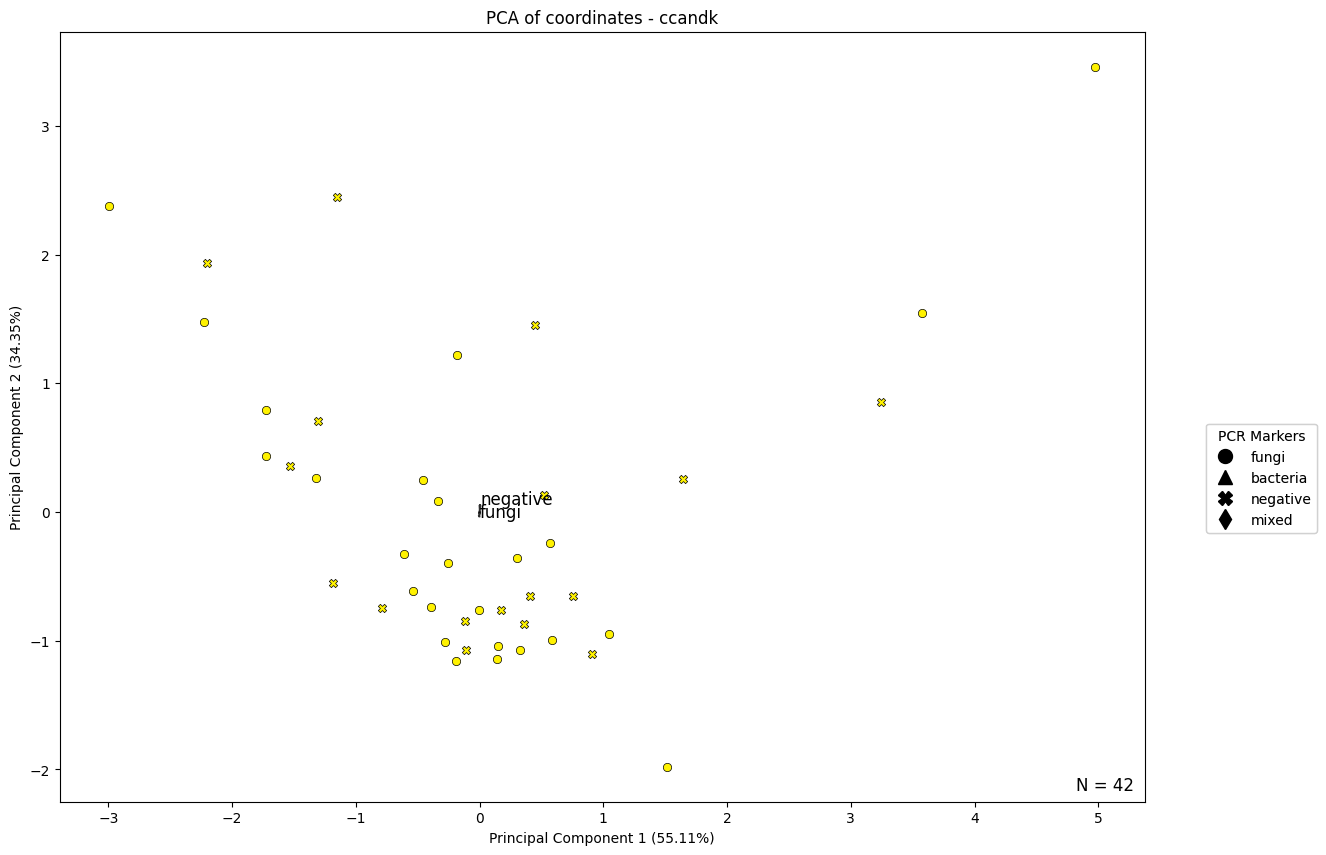 PCA of coordinates - ccandk
3
2
1
0
−1
−2
Principal Component 2 (34.35%)
negative
fungi
N = 42
−3
−2
−1
0
1
2
3
4
5
Principal Component 1 (55.11%)
PCR Markers
fungi
bacteria
negative
mixed